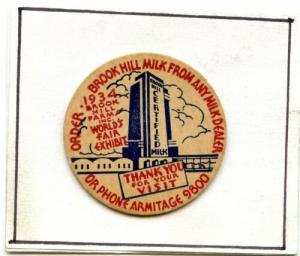 ORDER BROOK HILL MILK FROM ANY MILK DEALER
OR PHONE ARMITAGE 9800
1934
BROOK
HILL
FARM
INC.
WORLD'S
FAIR
EXHIBIT
CERTIFIED
MILK
THANK YOU
FOR YOUR
VISIT